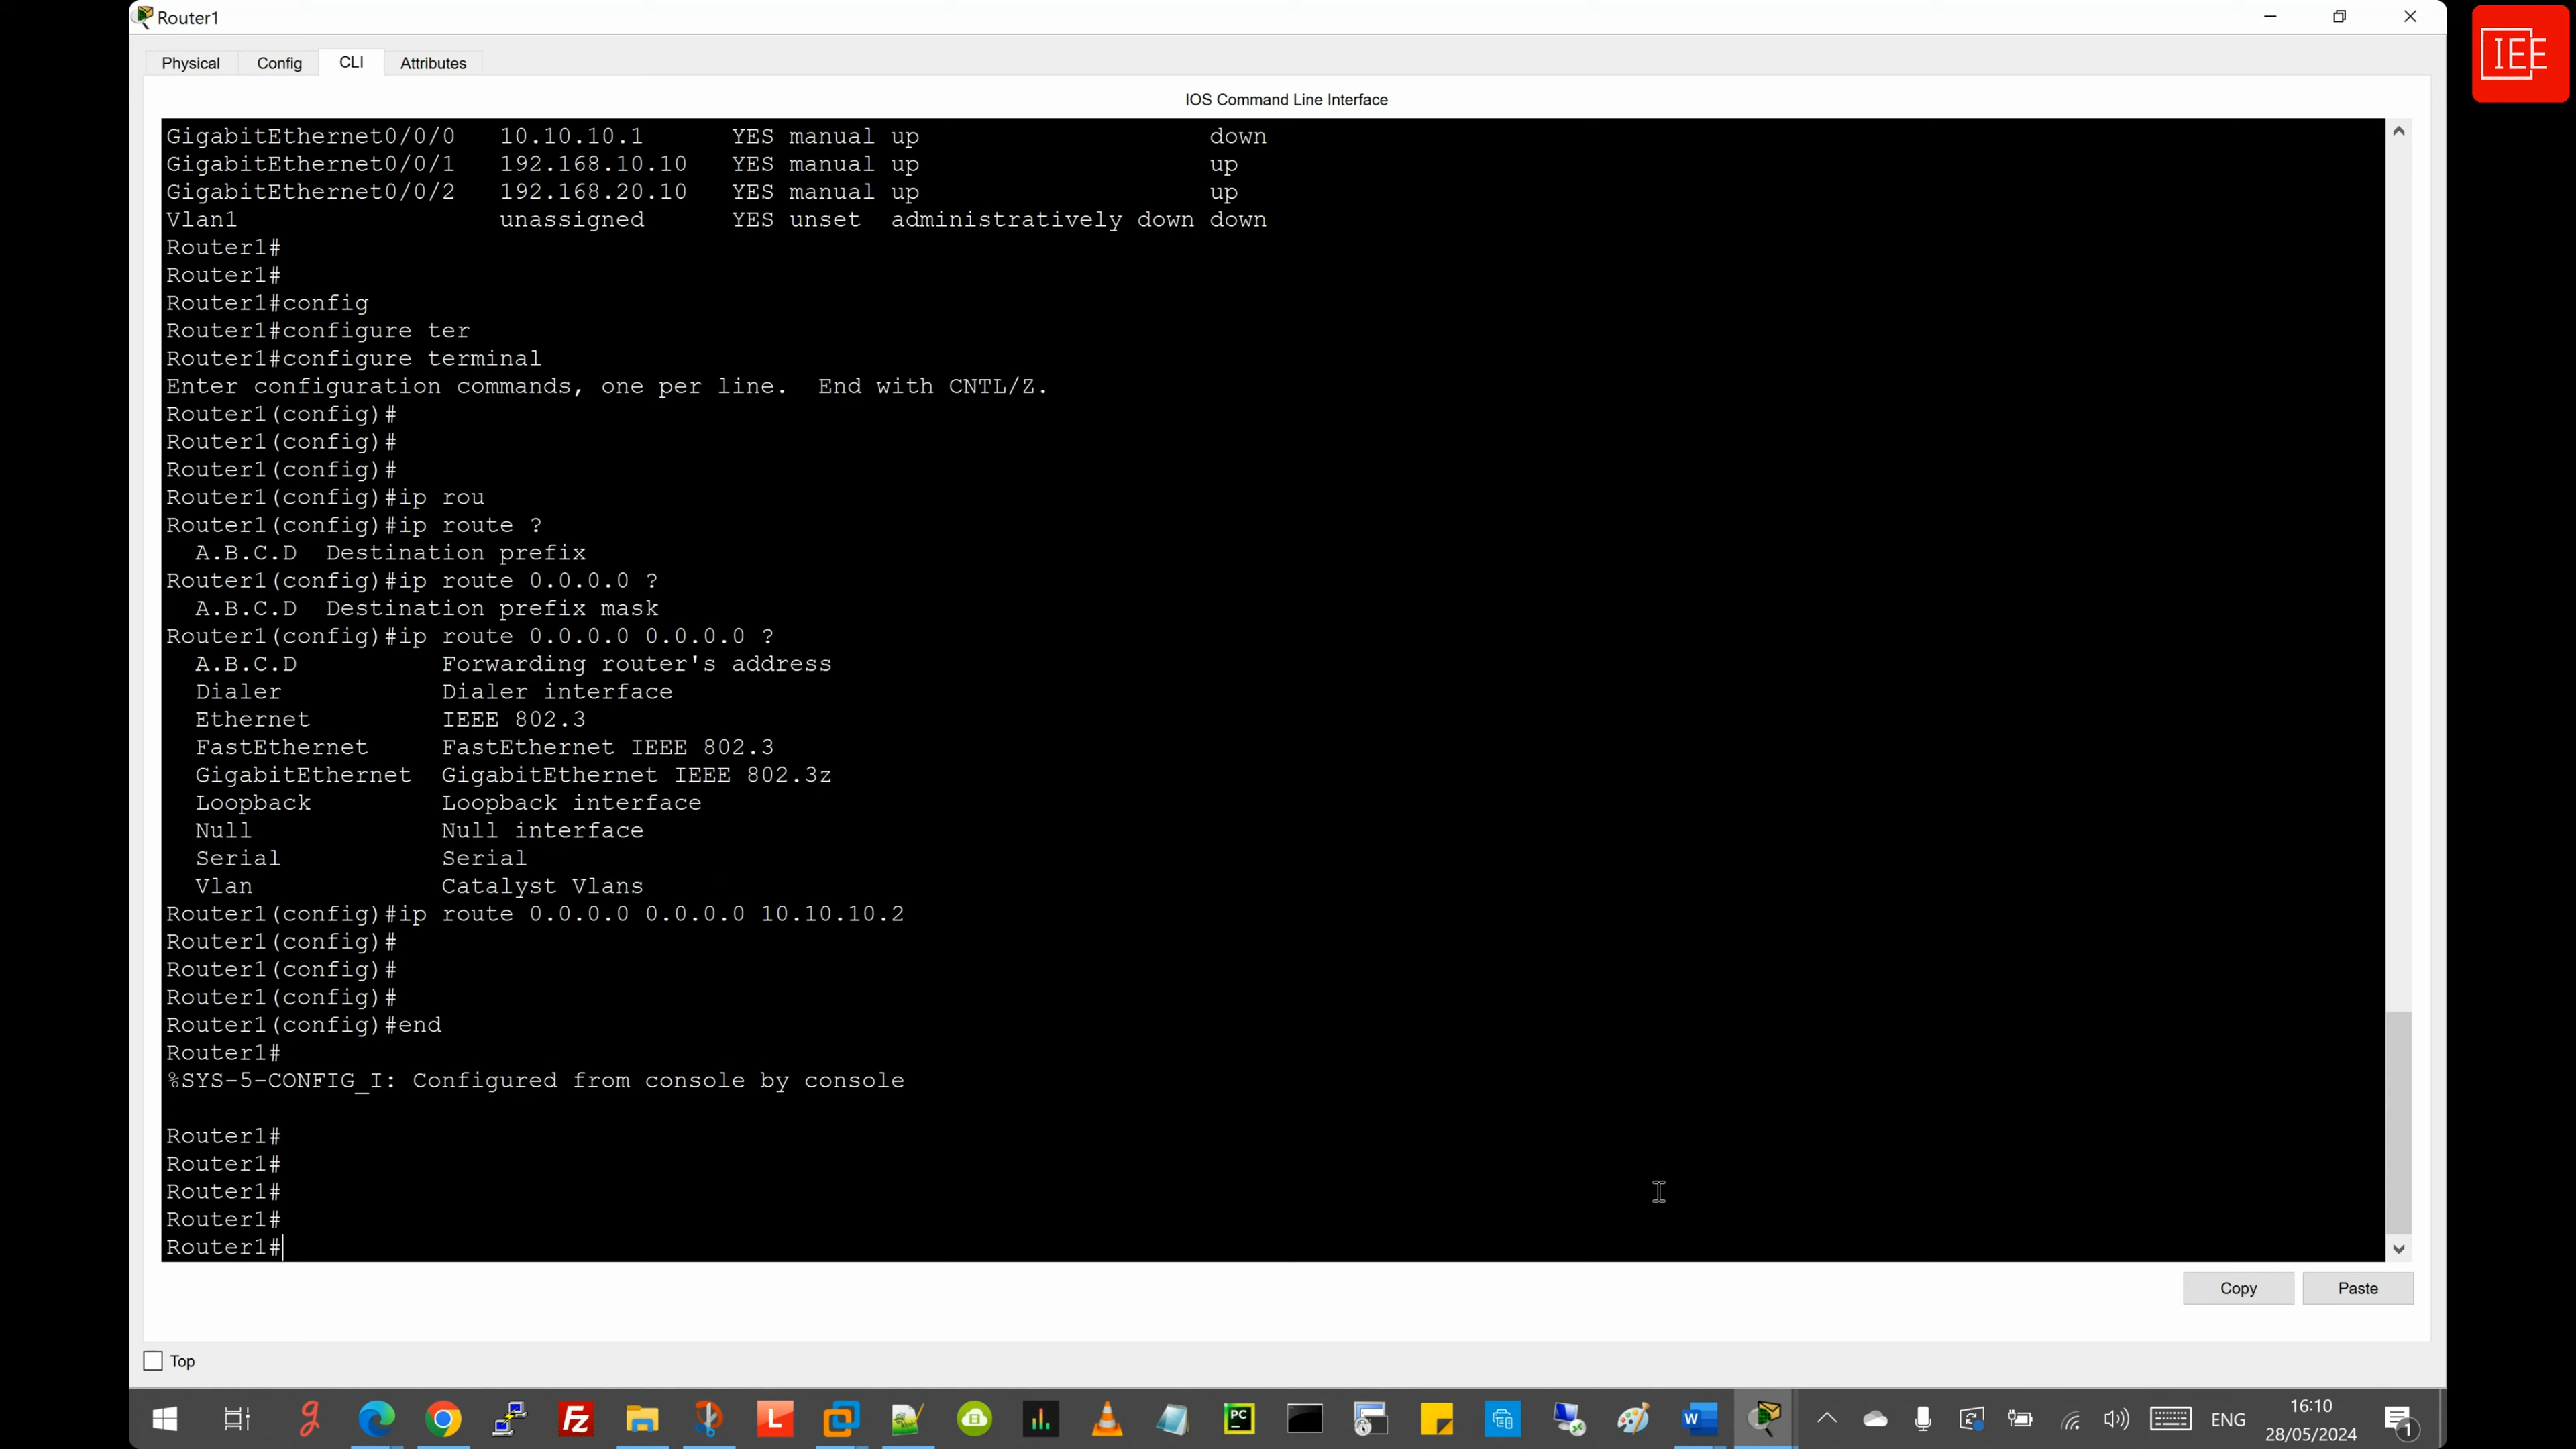 Router1
IEE
Physical Config CLI Attributes
IOS Command Line Interface
GigabitEthernet0/0/0   10.10.10.1      YES manual up                    down
GigabitEthernet0/0/1   192.168.10.10   YES manual up                    up
GigabitEthernet0/0/2   192.168.20.10   YES manual up                    up
Vlan1                  unassigned      YES unset  administratively down down
Router1#
Router1#
Router1#config
Router1#configure ter
Router1#configure terminal
Enter configuration commands, one per line.  End with CNTL/Z.
Router1(config)#
Router1(config)#
Router1(config)#
Router1(config)#ip rou
Router1(config)#ip route ?
  A.B.C.D  Destination prefix
Router1(config)#ip route 0.0.0.0 ?
  A.B.C.D  Destination prefix mask
Router1(config)#ip route 0.0.0.0 0.0.0.0 ?
  A.B.C.D          Forwarding router's address
  Dialer           Dialer interface
  Ethernet         IEEE 802.3
  FastEthernet     FastEthernet IEEE 802.3
  GigabitEthernet  GigabitEthernet IEEE 802.3z
  Loopback         Loopback interface
  Null             Null interface
  Serial           Serial
  Vlan             Catalyst Vlans
Router1(config)#ip route 0.0.0.0 0.0.0.0 10.10.10.2
Router1(config)#
Router1(config)#
Router1(config)#
Router1(config)#end
Router1#
%SYS-5-CONFIG_I: Configured from console by console
Router1#
Router1#
Router1#
Router1#
Router1#
Copy Paste
Top
Fz L PC W ENG 16:10
28/05/2024 1